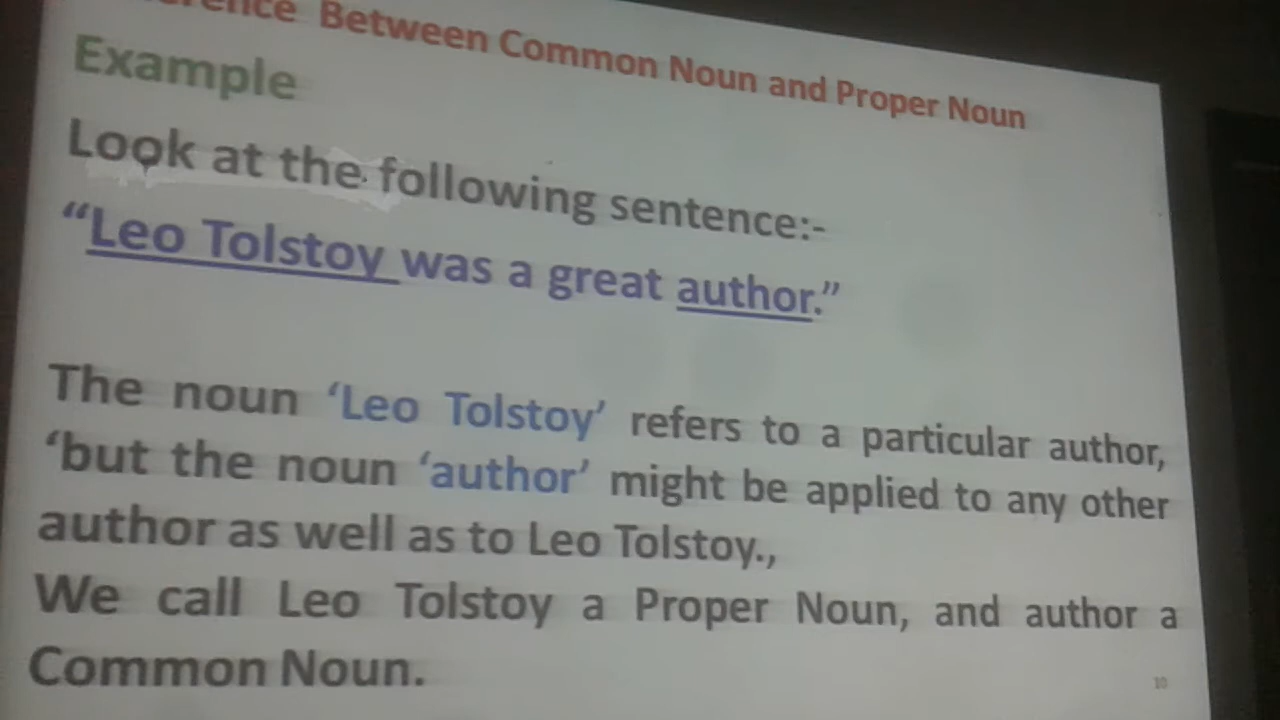 Between Common Noun and Proper Noun
Example
Look at the following sentence:-
“Leo Tolstoy was a great author.”
The noun ‘Leo Tolstoy’ refers to a particular author,
‘but the noun ‘author’ might be applied to any other
author as well as to Leo Tolstoy.,
We call Leo Tolstoy a Proper Noun, and author a
Common Noun.
10